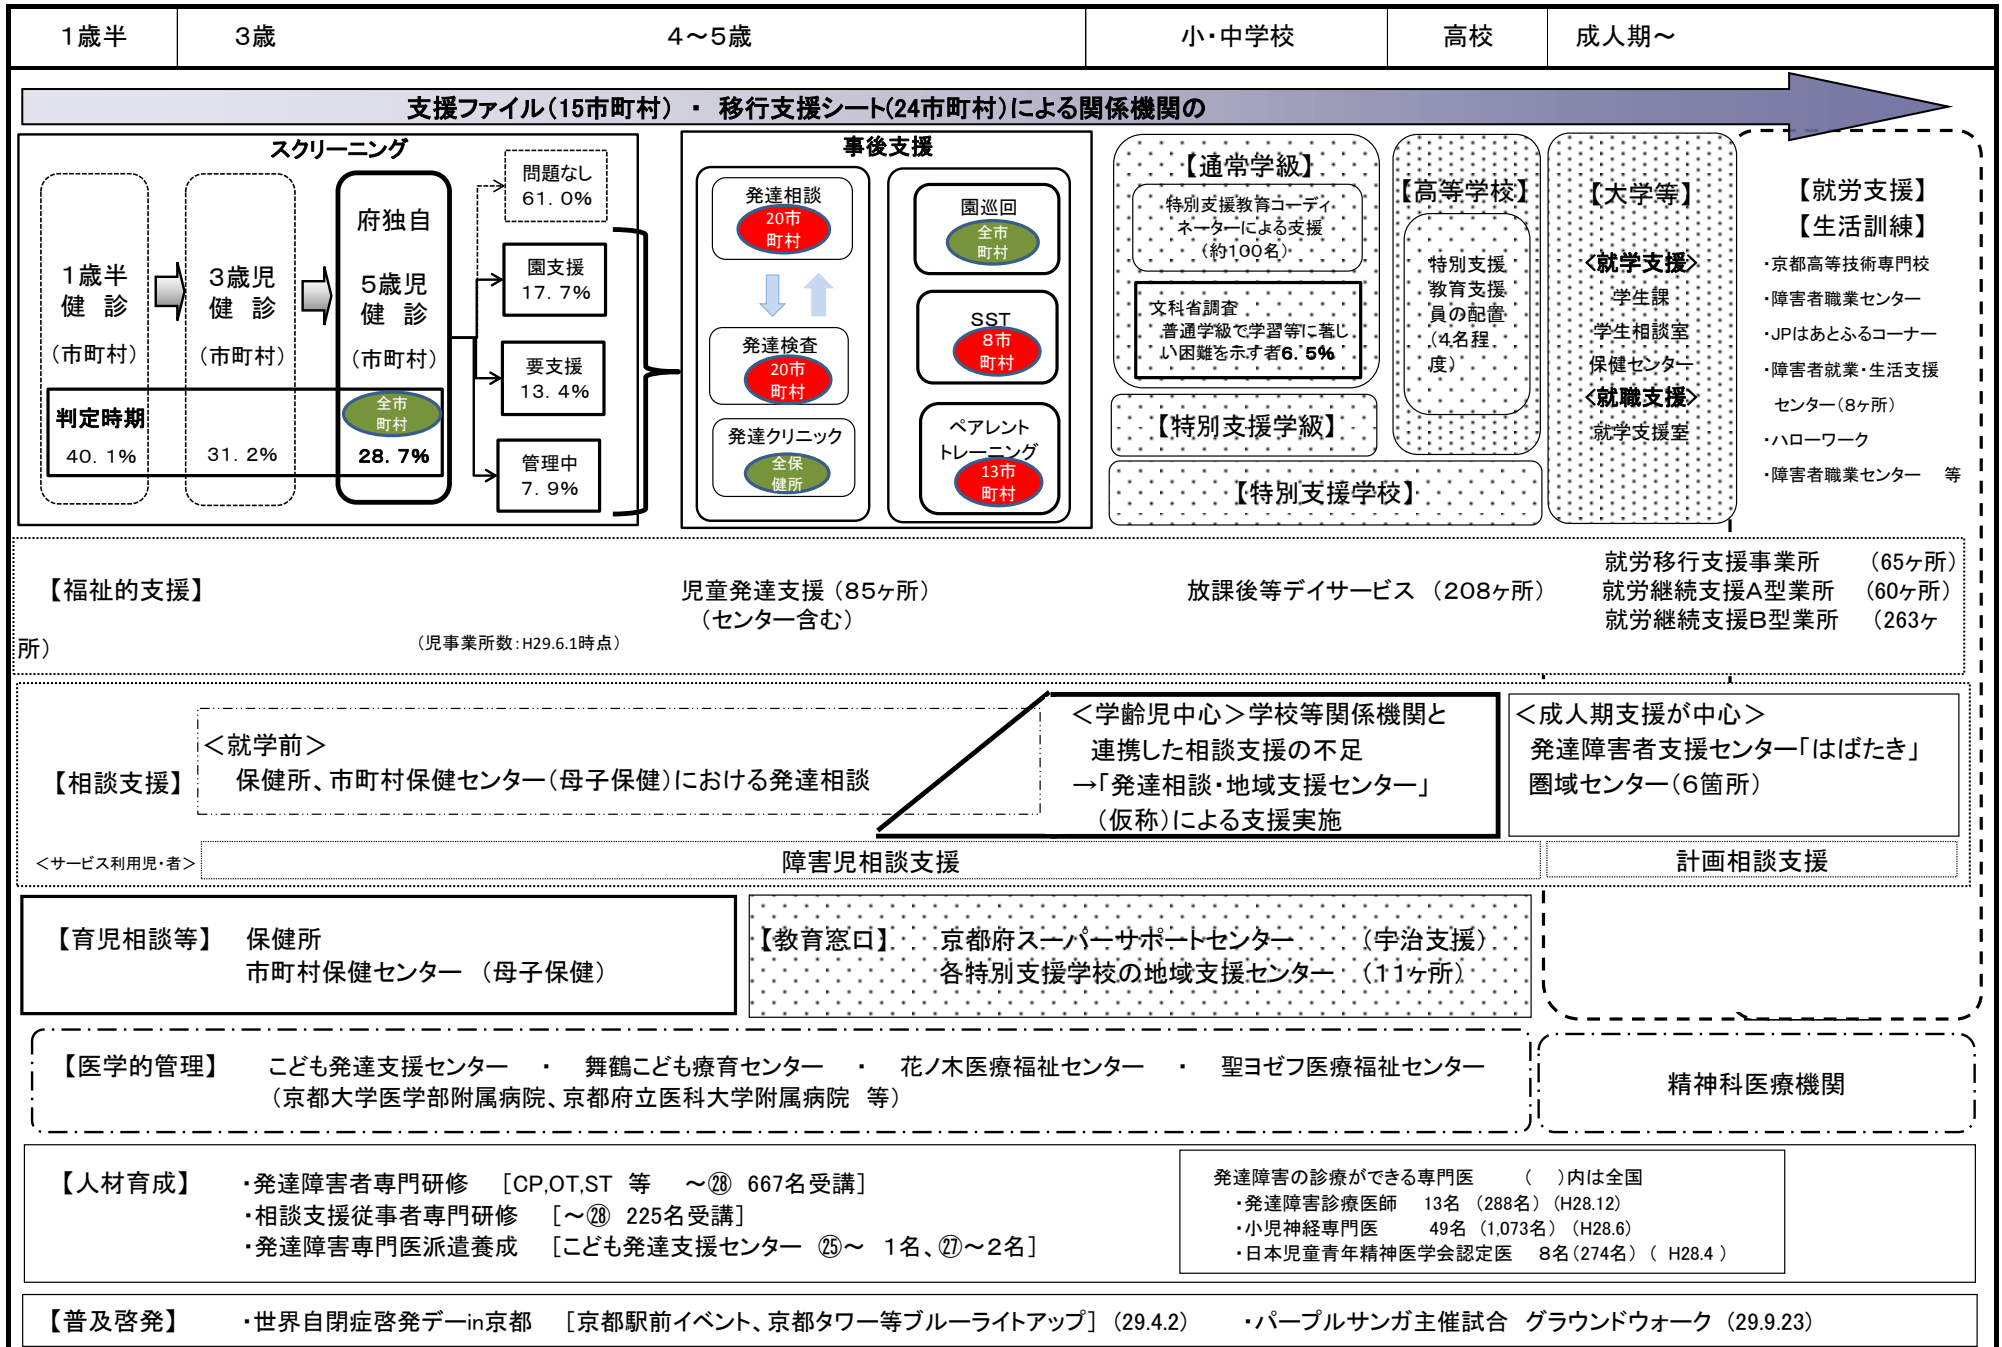 1歳半
3歳
4～5歳
小・中学校
高校
成人期～
支援ファイル（15市町村）・ 移行支援シート(24市町村)による関係機関の
スクリーニング
1歳半
健 診
（市町村）
3歳児
健 診
（市町村）
府独自
5歳児
健 診
（市町村）
全市
町村
判定時期
40．1%
31．2%
28．7%
問題なし
61．0%
園支援
17．7%
要支援
13．4%
管理中
7．9%
事後支援
発達相談
20市
町村
発達検査
20市
町村
発達クリニック
全保
健所
園巡回
全市
町村
SST
8市
町村
ペアレント
トレーニング
13市
町村
【通常学級】
特別支援教育コーディ
ネーターによる支援
（約100名）
文科省調査
普通学級で学習等に著し
い困難を示す者6．5%
【特別支援学級】
【特別支援学校】
【高等学校】
特別支援
教育支援
員の配置
（4名程
度）
【大学等】
<就学支援>
学生課
学生相談室
保健センター
<就職支援>
就学支援室
【就労支援】
【生活訓練】
・京都高等技術専門校
・障害者職業センター
・JPはあとふるコーナー
・障害者就業・生活支援
センター（8ヶ所）
・ハローワーク
・障害者職業センター 等
【福祉的支援】
（児事業所数：H29.6.1時点）
児童発達支援（85ヶ所）
（センター含む）
放課後等デイサービス （208ヶ所）
就労移行支援事業所 （65ヶ所）
就労継続支援A型業所 （60ヶ所）
就労継続支援B型業所 （263ヶ
所）
【相談支援】
＜就学前＞
保健所、市町村保健センター（母子保健）における発達相談
＜学齢児中心＞学校等関係機関と
連携した相談支援の不足
→「発達相談・地域支援センター」
（仮称）による支援実施
＜成人期支援が中心＞
発達障害者支援センター「はばたき」
圏域センター（6箇所）
＜サービス利用児・者＞
障害児相談支援
計画相談支援
【育児相談等】 保健所
市町村保健センター （母子保健）
【教育窓口】 京都府スーパーサポートセンター （宇治支援）
各特別支援学校の地域支援センター （11ヶ所）
【医学的管理】 こども発達支援センター ・ 舞鶴こども療育センター ・ 花ノ木医療福祉センター ・ 聖ヨゼフ医療福祉センター
（京都大学医学部附属病院、京都府立医科大学附属病院 等）
精神科医療機関
【人材育成】 ・発達障害者専門研修 ［CP,OT,ST 等 ～㉘ 667名受講］
・相談支援従事者専門研修 ［～㉘ 225名受講］
・発達障害専門医派遣養成 ［こども発達支援センター ㉕～ 1名、㉗～2名］
発達障害の診療ができる専門医 （ ）内は全国
・発達障害診療医師 13名 （288名） （H28.12）
・小児神経専門医 49名 （1,073名） （H28.6）
・日本児童青年精神医学会認定医 8名（274名） （ H28.4 ）
【普及啓発】 ・世界自閉症啓発デーin京都 ［京都駅前イベント、京都タワー等ブルーライトアップ］ （29.4.2） ・パープルサンガ主催試合 グラウンドウォーク （29.9.23）